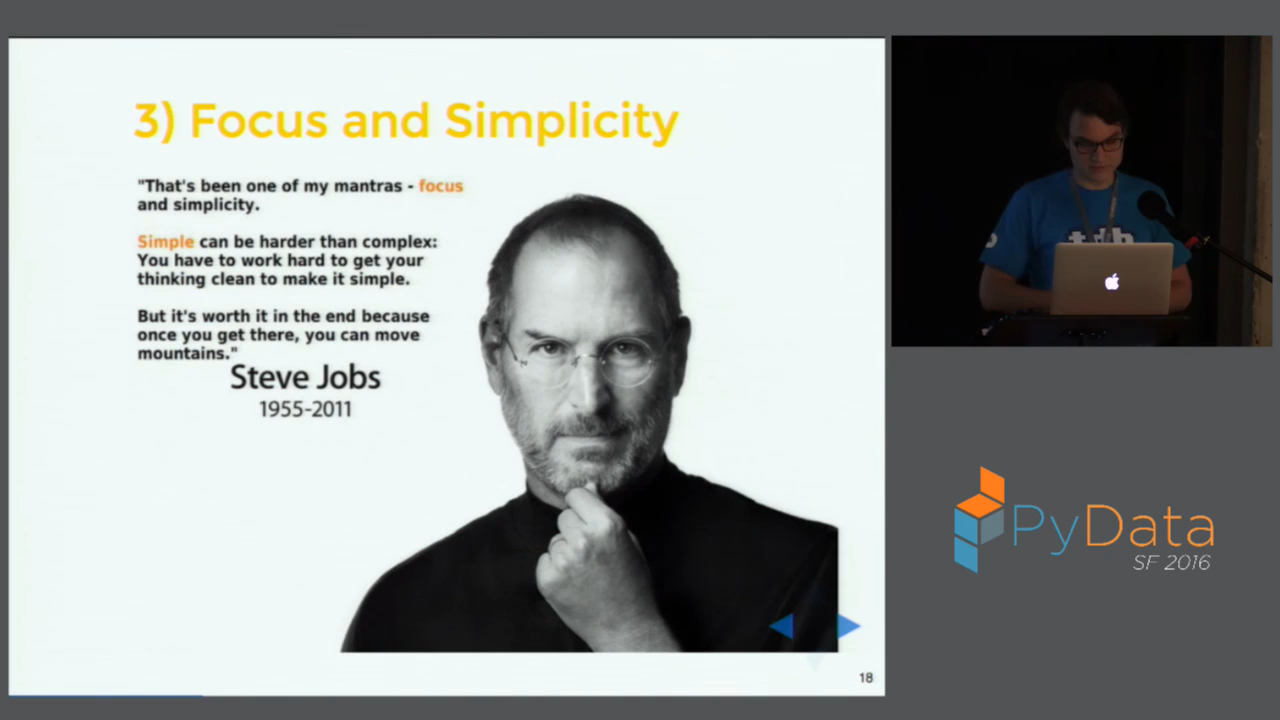 3) Focus and Simplicity
"That's been one of my mantras - focus
and simplicity.
Simple can be harder than complex:
You have to work hard to get your
thinking clean to make it simple.
But it's worth it in the end because
once you get there, you can move
mountains."
Steve Jobs
1955-2011
18
PyData
SF 2016